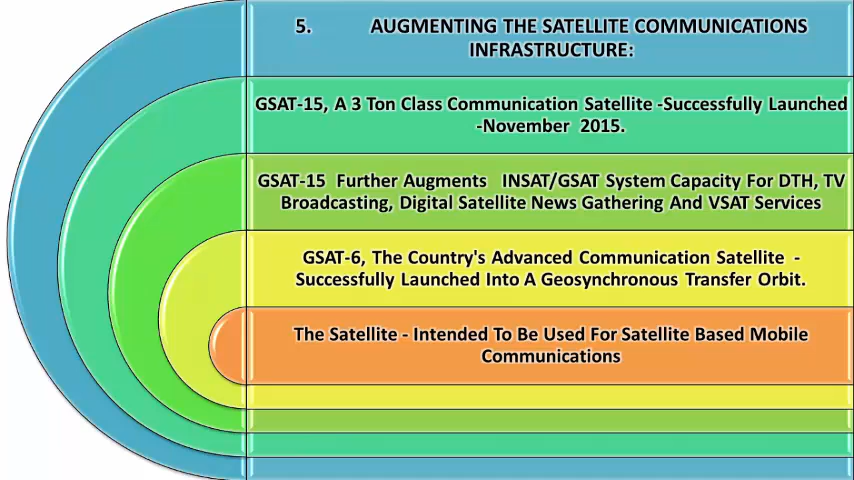 5. AUGMENTING THE SATELLITE COMMUNICATIONS
INFRASTRUCTURE:
GSAT-15, A 3 Ton Class Communication Satellite -Successfully Launched
-November 2015.
GSAT-15 Further Augments INSAT/GSAT System Capacity For DTH, TV
Broadcasting, Digital Satellite News Gathering And VSAT Services
GSAT-6, The Country's Advanced Communication Satellite -
Successfully Launched Into A Geosynchronous Transfer Orbit.
The Satellite - Intended To Be Used For Satellite Based Mobile
Communications